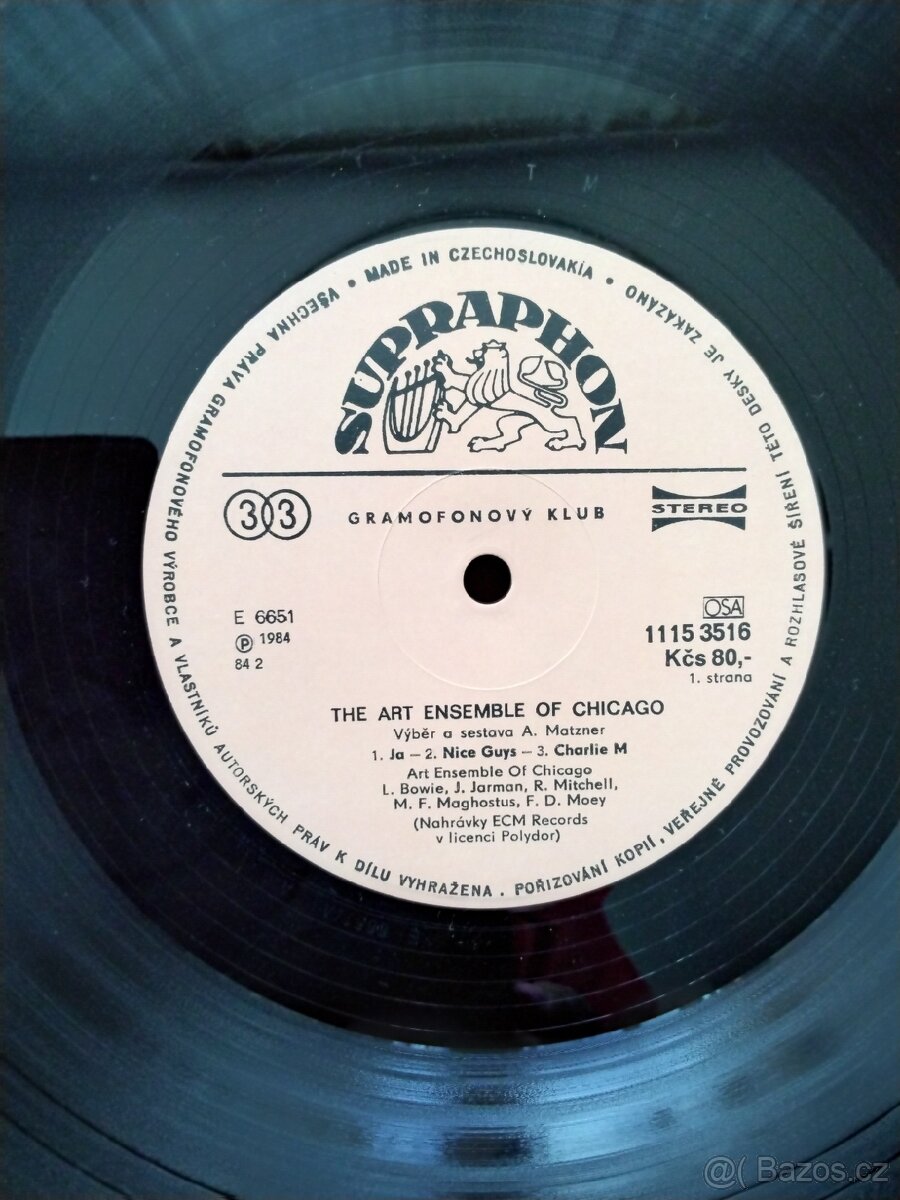 T M
VŠECHNA PRÁVA GRAMOFONOVÉHO VÝROBCE A VLASTNÍKŮ AUTORSKÝCH PRÁV K DÍLU VYHRAŽENA . POŘIZOVÁNÍ KOPIÍ, VEŘEJNÉ PROVOZOVÁNÍ A ROZHLASOVÉ ŠÍŘENÍ TÉTO DESKY JE ZAKÁZÁNO • MADE IN CZECHOSLOVAKIA •
SUPRAPHON
33
GRAMOFONOVÝ KLUB
STEREO
E 6651
Ⓟ 1984
84 2
OSA
1115 3516
Kčs 80,-
1. strana
THE ART ENSEMBLE OF CHICAGO
Výběr a sestava A. Matzner
1. Ja – 2. Nice Guys – 3. Charlie M
Art Ensemble Of Chicago
L. Bowie, J. Jarman, R. Mitchell,
M. F. Maghostus, F. D. Moey
(Nahrávky ECM Records
v licenci Polydor)
@( Bazos.cz